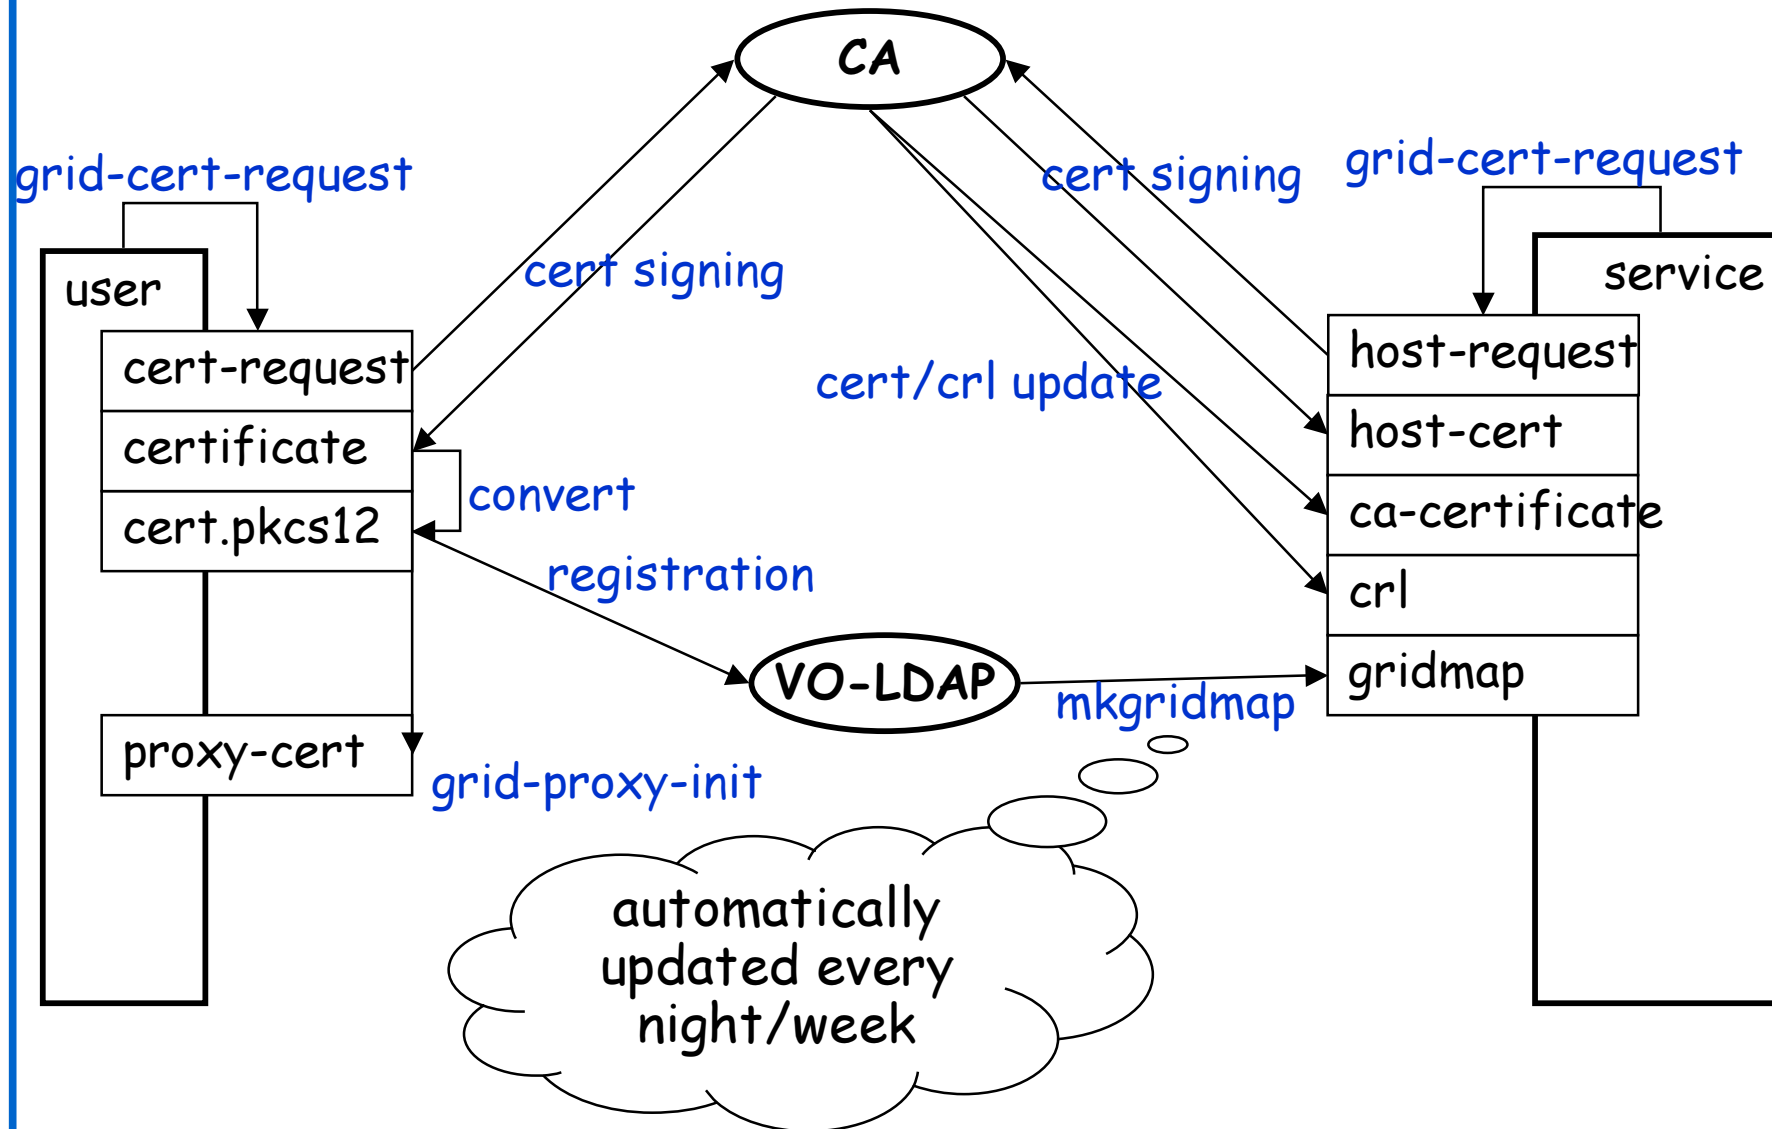 CA
grid-cert-request
cert signing
grid-cert-request
user
cert signing
service
cert-request
host-request
cert/crl update
certificate
host-cert
convert
cert.pkcs12
ca-certificate
registration
crl
VO-LDAP
gridmap
mkgridmap
proxy-cert
grid-proxy-init
automatically
updated every
night/week